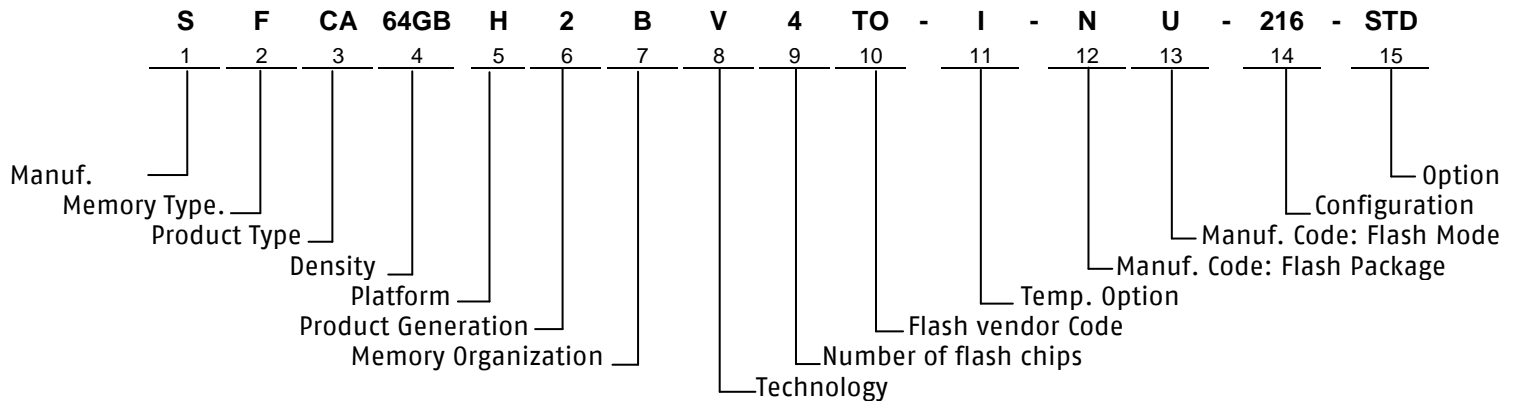 S F CA 64GB H 2 B V 4 TO - I - N U - 216 - STD
1 2 3 4 5 6 7 8 9 10 11 12 13 14 15
Manuf. Option
Memory Type. Configuration
Product Type Manuf. Code: Flash Mode
Density Manuf. Code: Flash Package
Platform Temp. Option
Product Generation Flash vendor Code
Memory Organization Number of flash chips
Technology